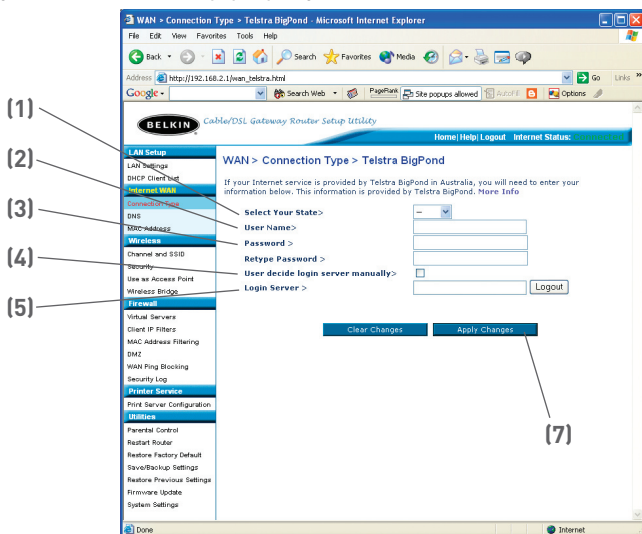 WAN > Connection Type > Telstra BigPond - Microsoft Internet Explorer
File Edit View Favorites Tools Help
Back Search Favorites Media
Address http://192.168.2.1/wan_telstra.html Go Links »
Google Search Web PageRank Site popups allowed AutoFill Options
BELKIN Cable/DSL Gateway Router Setup Utility
Home|Help|Logout Internet Status:
LAN Setup
LAN Settings
DHCP Client List
Internet WAN
Connection Type
DNS
MAC Address
Wireless
Channel and SSID
Security
Use as Access Point
Wireless Bridge
Firewall
Virtual Servers
Client IP Filters
MAC Address Filtering
DMZ
WAN Ping Blocking
Security Log
Printer Service
Print Server Configuration
Utilities
Parental Control
Restart Router
Restore Factory Default
Save/Backup Settings
Restore Previous Settings
Firmware Update
System Settings
WAN > Connection Type > Telstra BigPond
If your Internet service is provided by Telstra BigPond in Australia, you will need to enter your
information below. This information is provided by Telstra BigPond. More Info
(1)
Select Your State> --
(2)
User Name>
(3)
Password >
Retype Password >
(4)
User decide login server manually>
(5)
Login Server > Logout
Clear Changes Apply Changes
(7)
Done Internet